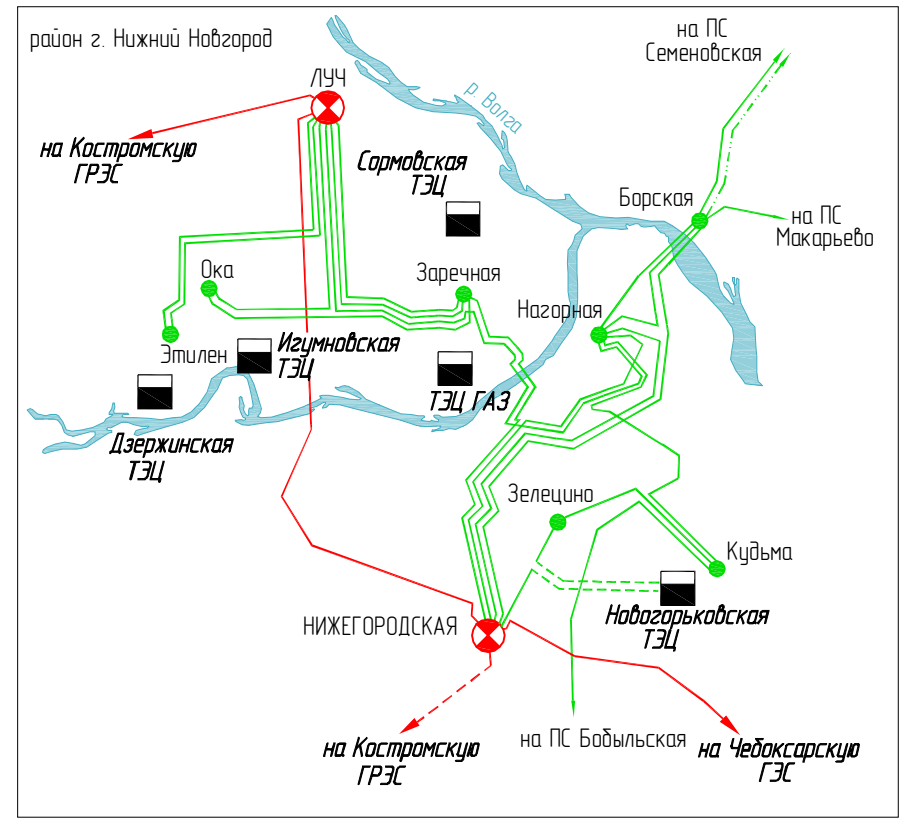 район г. Нижний Новгород
на ПС
Семеновская
ЛУЧ
р. Волга
на Костромскую
ГРЭС
Сормовская
ТЭЦ
Борская
на ПС
Макарьево
Ока
Заречная
Нагорная
Этилен
Игумновская
ТЭЦ
ТЭЦ ГАЗ
Дзержинская
ТЭЦ
Зелецино
Кудьма
Новогорьковская
ТЭЦ
НИЖЕГОРОДСКАЯ
на Костромскую
ГРЭС
на ПС Бобыльская
на Чебоксарскую
ГЭС